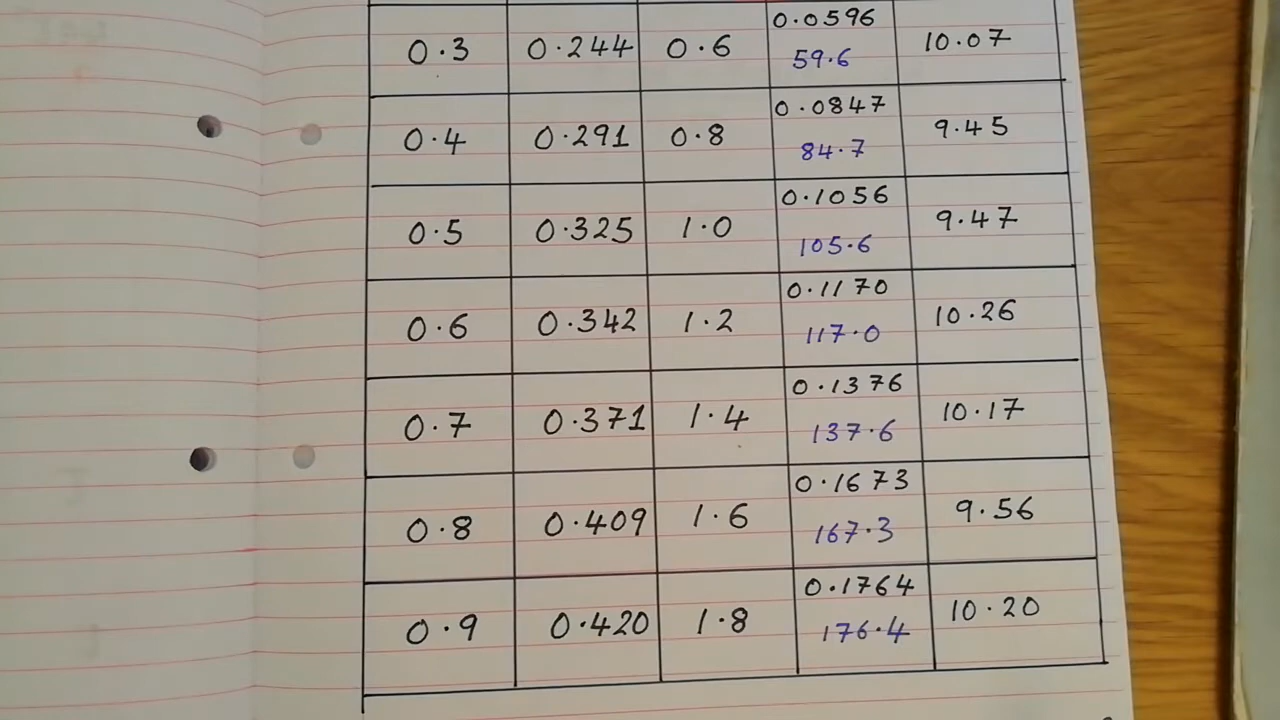 0.3 0.244 0.6 0.0596 10.07
59.6
0.4 0.291 0.8 0.0847 9.45
84.7
0.5 0.325 1.0 0.1056 9.47
105.6
0.6 0.342 1.2 0.1170 10.26
117.0
0.7 0.371 1.4 0.1376 10.17
137.6
0.8 0.409 1.6 0.1673 9.56
167.3
0.9 0.420 1.8 0.1764 10.20
176.4